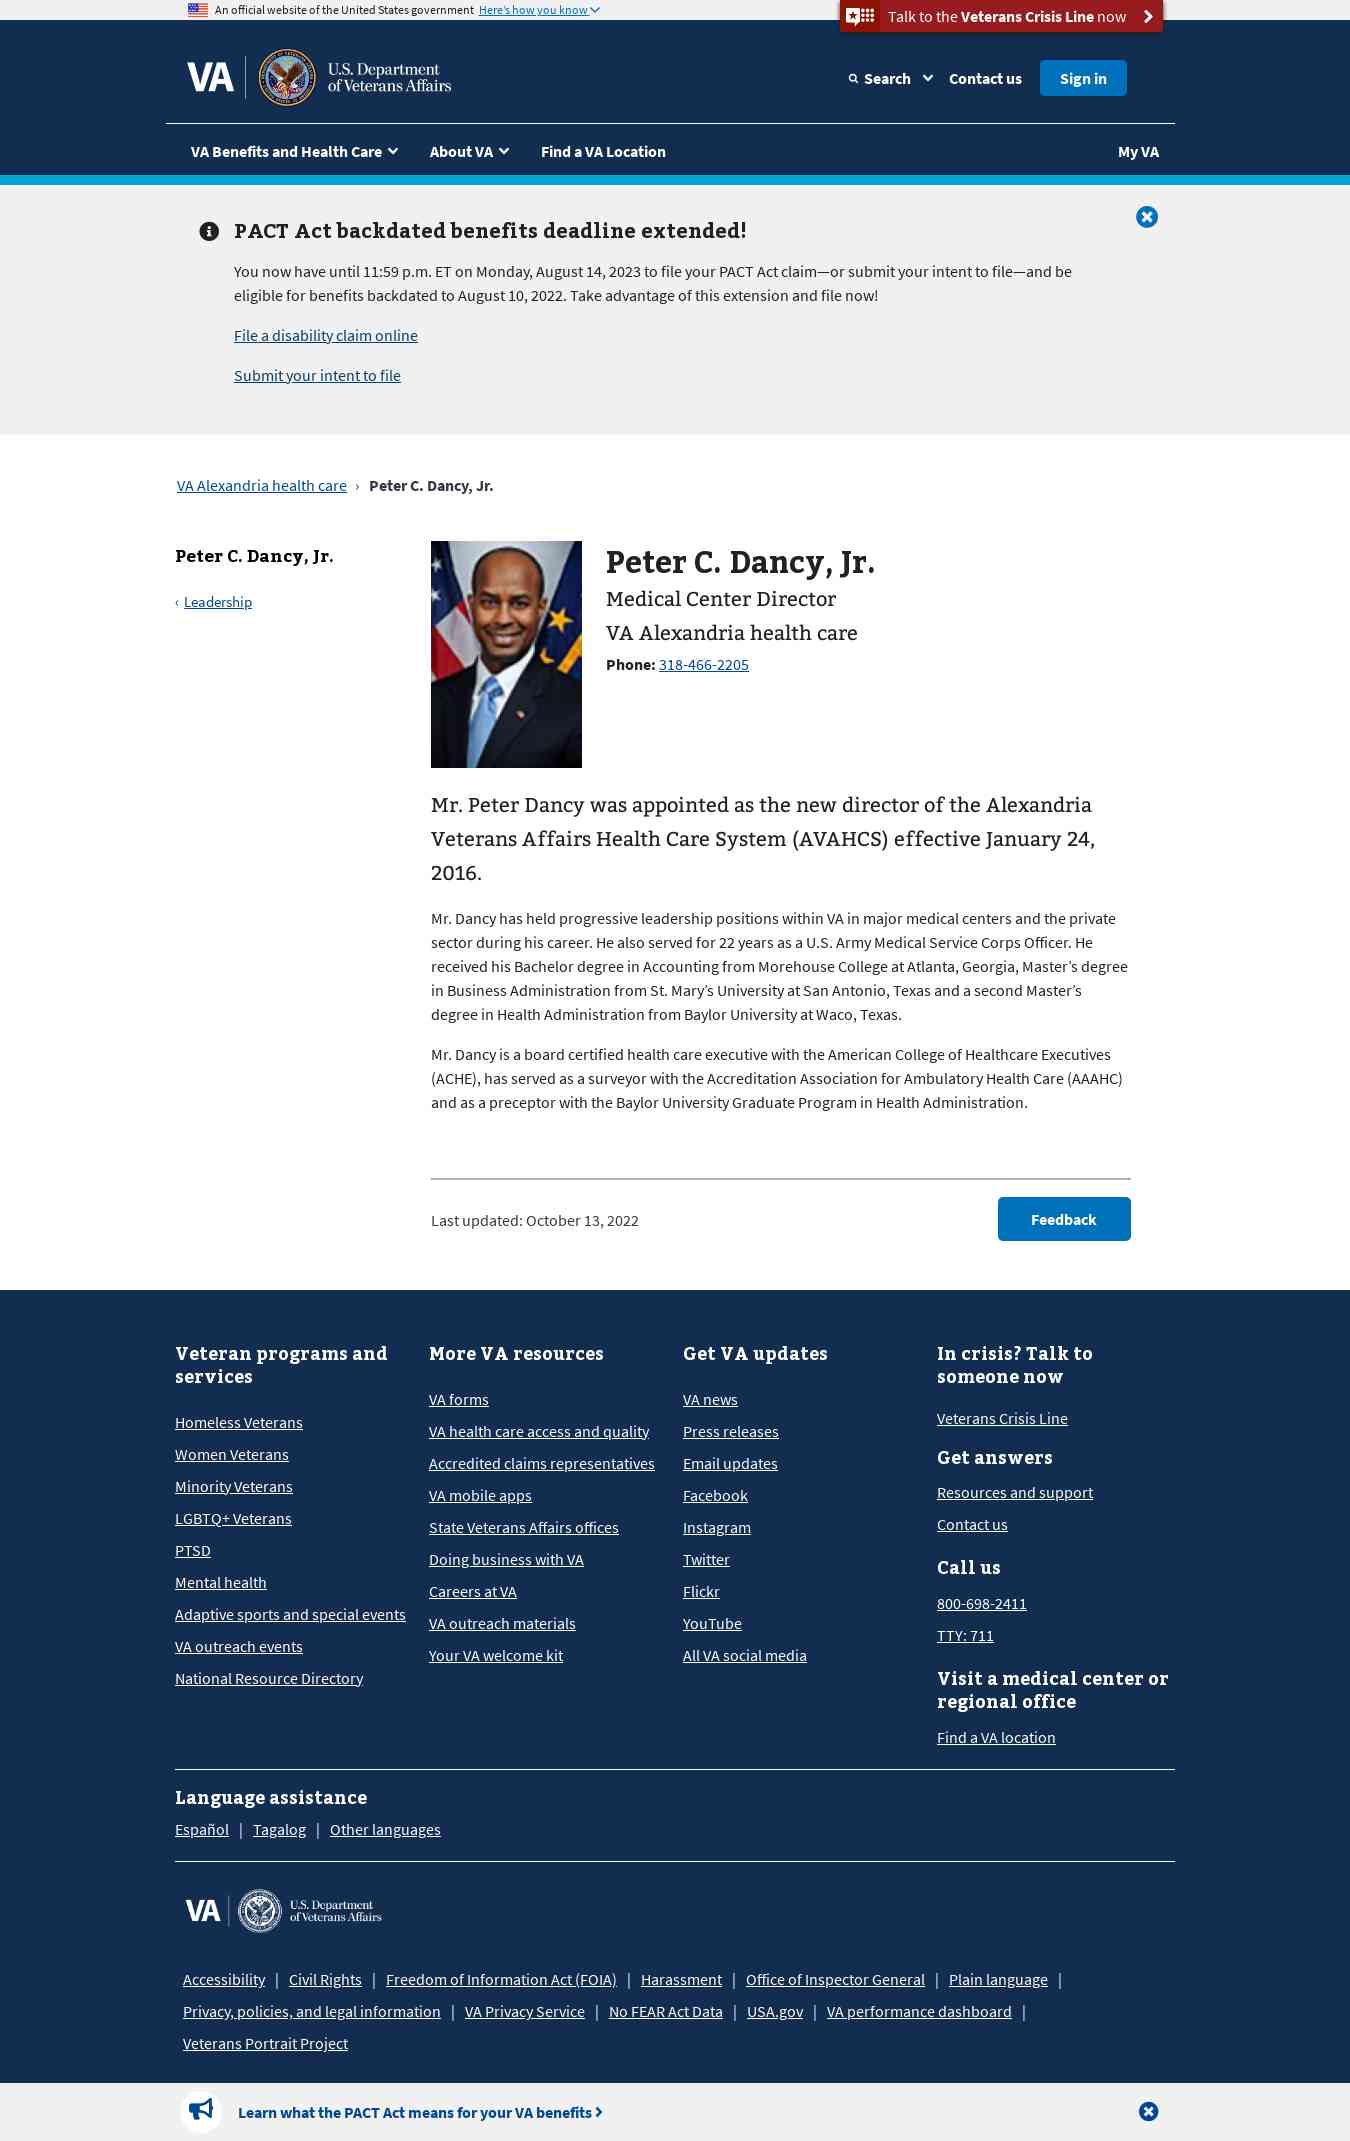 An official website of the United States government Here's how you know
Talk to the Veterans Crisis Line now
VA
U.S. Department
of Veterans Affairs
Search
Contact us
Sign in
VA Benefits and Health Care
About VA
Find a VA Location
My VA
PACT Act backdated benefits deadline extended!
You now have until 11:59 p.m. ET on Monday, August 14, 2023 to file your PACT Act claim—or submit your intent to file—and be
eligible for benefits backdated to August 10, 2022. Take advantage of this extension and file now!
File a disability claim online
Submit your intent to file
VA Alexandria health care › Peter C. Dancy, Jr.
Peter C. Dancy, Jr.
‹ Leadership
Peter C. Dancy, Jr.
Medical Center Director
VA Alexandria health care
Phone: 318-466-2205
Mr. Peter Dancy was appointed as the new director of the Alexandria
Veterans Affairs Health Care System (AVAHCS) effective January 24,
2016.
Mr. Dancy has held progressive leadership positions within VA in major medical centers and the private
sector during his career. He also served for 22 years as a U.S. Army Medical Service Corps Officer. He
received his Bachelor degree in Accounting from Morehouse College at Atlanta, Georgia, Master's degree
in Business Administration from St. Mary's University at San Antonio, Texas and a second Master's
degree in Health Administration from Baylor University at Waco, Texas.
Mr. Dancy is a board certified health care executive with the American College of Healthcare Executives
(ACHE), has served as a surveyor with the Accreditation Association for Ambulatory Health Care (AAAHC)
and as a preceptor with the Baylor University Graduate Program in Health Administration.
Last updated: October 13, 2022
Feedback
Veteran programs and
services
Homeless Veterans
Women Veterans
Minority Veterans
LGBTQ+ Veterans
PTSD
Mental health
Adaptive sports and special events
VA outreach events
National Resource Directory
More VA resources
VA forms
VA health care access and quality
Accredited claims representatives
VA mobile apps
State Veterans Affairs offices
Doing business with VA
Careers at VA
VA outreach materials
Your VA welcome kit
Get VA updates
VA news
Press releases
Email updates
Facebook
Instagram
Twitter
Flickr
YouTube
All VA social media
In crisis? Talk to
someone now
Veterans Crisis Line
Get answers
Resources and support
Contact us
Call us
800-698-2411
TTY: 711
Visit a medical center or
regional office
Find a VA location
Language assistance
Español | Tagalog | Other languages
VA
U.S. Department
of Veterans Affairs
Accessibility | Civil Rights | Freedom of Information Act (FOIA) | Harassment | Office of Inspector General | Plain language |
Privacy, policies, and legal information | VA Privacy Service | No FEAR Act Data | USA.gov | VA performance dashboard |
Veterans Portrait Project
Learn what the PACT Act means for your VA benefits